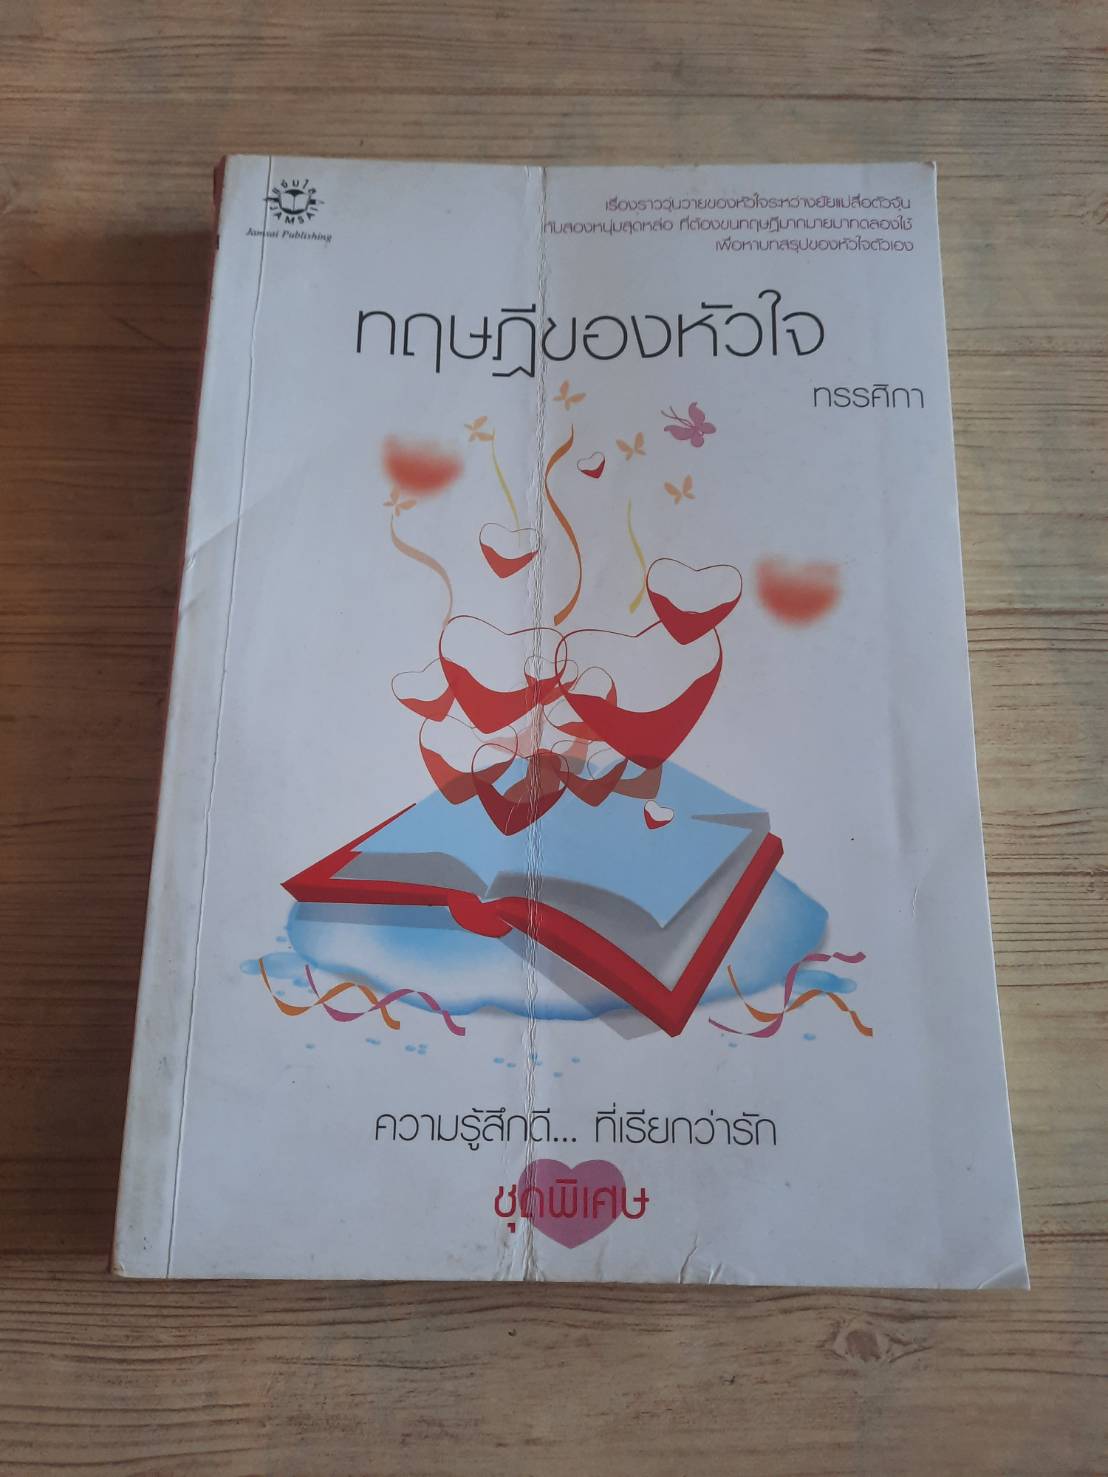 แจ่มใส
JAMSAI
Jamsai Publishing
เรื่องราววุ่นวายของหัวใจระหว่างยัยแม่สื่อตัวจุ้น
กับสองหนุ่มสุดหล่อ ที่ต้องขนทฤษฎีมากมายมาทดลองใช้
เพื่อหาบทสรุปของหัวใจตัวเอง
ทฤษฎีของหัวใจ
ทรรศิกา
ความรู้สึกดี... ที่เรียกว่ารัก
ชุดพิเศษ